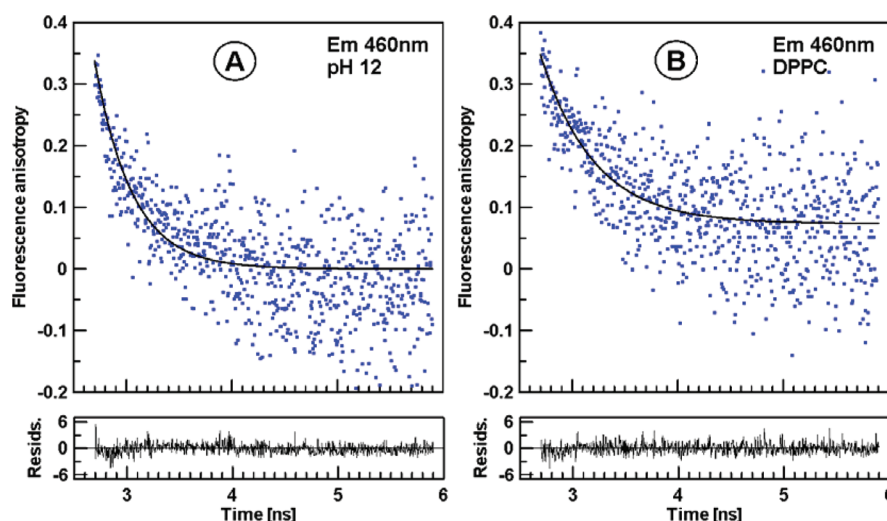 A
Em 460nm
pH 12
Fluorescence anisotropy
0.4
0.3
0.2
0.1
0
-0.1
-0.2
Resids.
6
0
-6
3
4
5
6
Time [ns]
B
Em 460nm
DPPC
Fluorescence anisotropy
0.4
0.3
0.2
0.1
0
-0.1
-0.2
Resids.
6
0
-6
3
4
5
6
Time [ns]